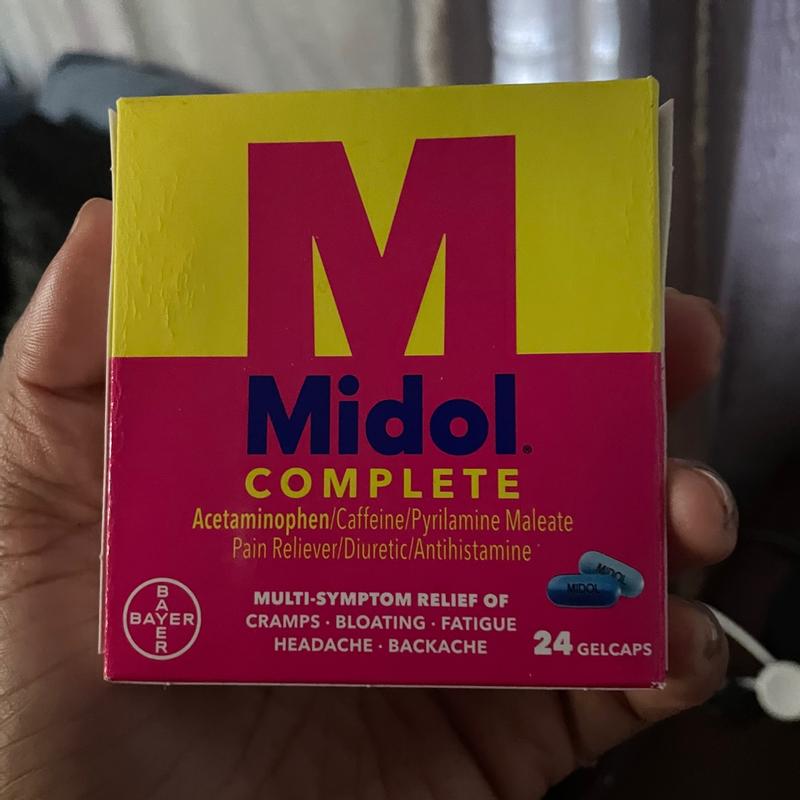 M
Midol®
COMPLETE
Acetaminophen/Caffeine/Pyrilamine Maleate
Pain Reliever/Diuretic/Antihistamine
MIDOL
MIDOL
BAYER
BAYER
MULTI-SYMPTOM RELIEF OF
CRAMPS · BLOATING · FATIGUE
HEADACHE · BACKACHE
24 GELCAPS